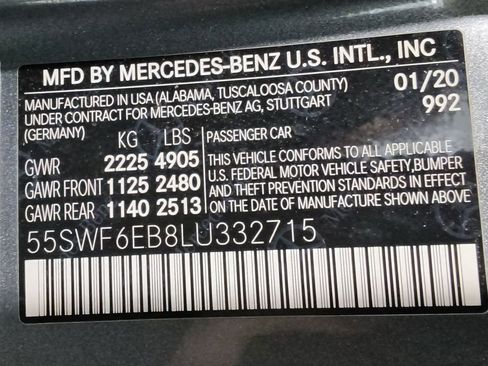 MFD BY MERCEDES-BENZ U.S. INTL., INC
MANUFACTURED IN USA (ALABAMA, TUSCALOOSA COUNTY) 01/20
UNDER CONTRACT FOR MERCEDES-BENZ AG, STUTTGART 992
(GERMANY) KG LBS PASSENGER CAR
GVWR 2225 4905 THIS VEHICLE CONFORMS TO ALL APPLICABLE
GAWR FRONT 1125 2480 U.S. FEDERAL MOTOR VEHICLE SAFETY, BUMPER
GAWR REAR 1140 2513 AND THEFT PREVENTION STANDARDS IN EFFECT
ON THE DATE OF MANUFACTURE SHOWN ABOVE
55SWF6EB8LU332715